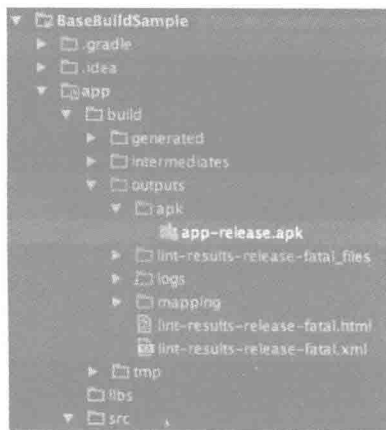 BaseBuildSample
.gradle
.idea
app
build
generated
intermediates
outputs
apk
app-release.apk
lint-results-release-fatal_files
logs
mapping
lint-results-release-fatal.html
lint-results-release-fatal.xml
tmp
libs
src